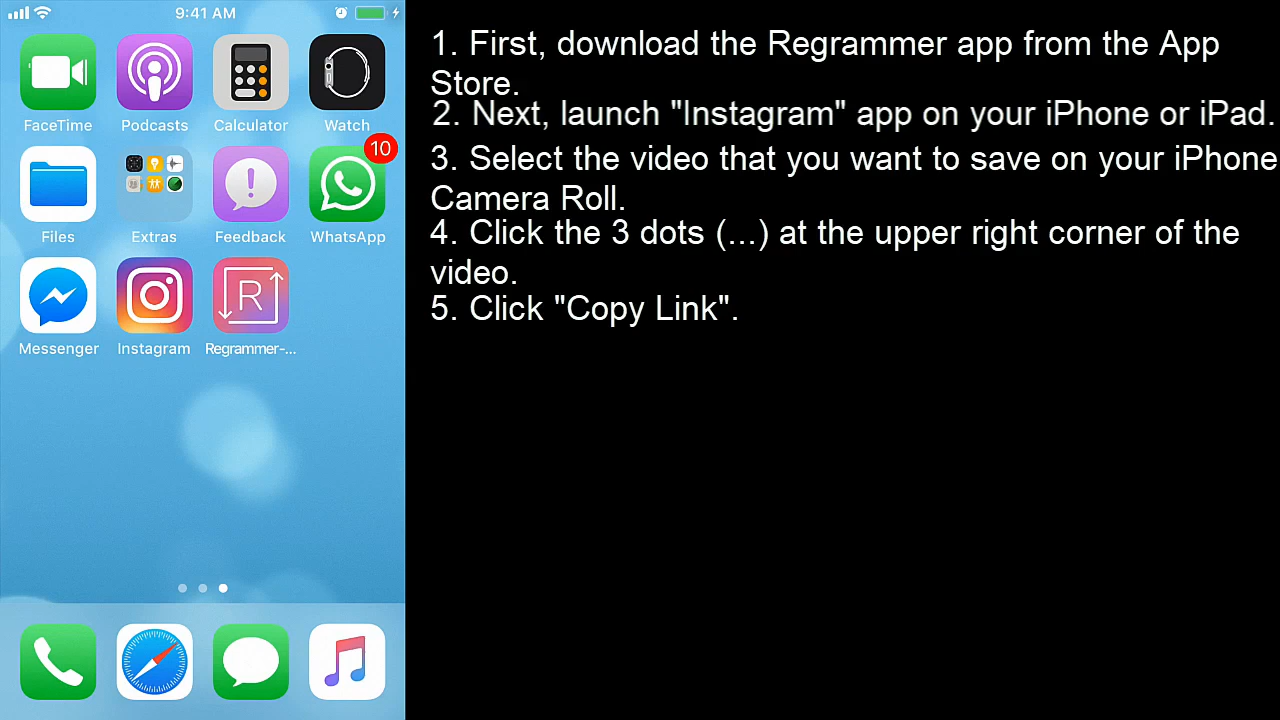 9:41 AM
FaceTime
Podcasts
Calculator
Watch
10
Files
Extras
Feedback
WhatsApp
R
Messenger
Instagram
Regrammer-...
1. First, download the Regrammer app from the App
Store.
2. Next, launch "Instagram" app on your iPhone or iPad.
3. Select the video that you want to save on your iPhone
Camera Roll.
4. Click the 3 dots (...) at the upper right corner of the
video.
5. Click "Copy Link".